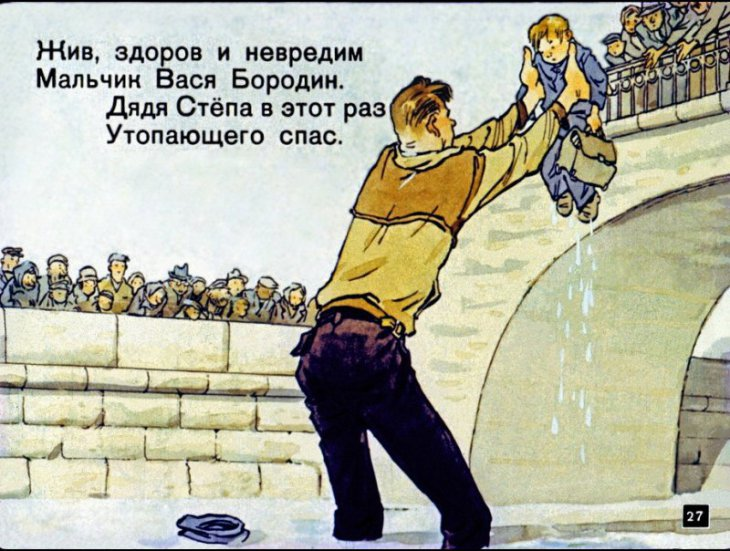 Жив, здоров и невредим
Мальчик Вася Бородин.
Дядя Стёпа в этот раз
Утопающего спас.
27